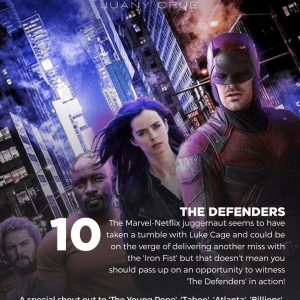 JUANY ORUE
10
THE DEFENDERS
The Marvel-Netflix juggernaut seems to have
taken a tumble with Luke Cage and could be
on the verge of delivering another miss with
the 'Iron Fist' but that doesn't mean you
should pass up on an opportunity to witness
'The Defenders' in action!
A special shout out to 'The Young Pope', 'Taboo', 'Atlanta', 'Billions',